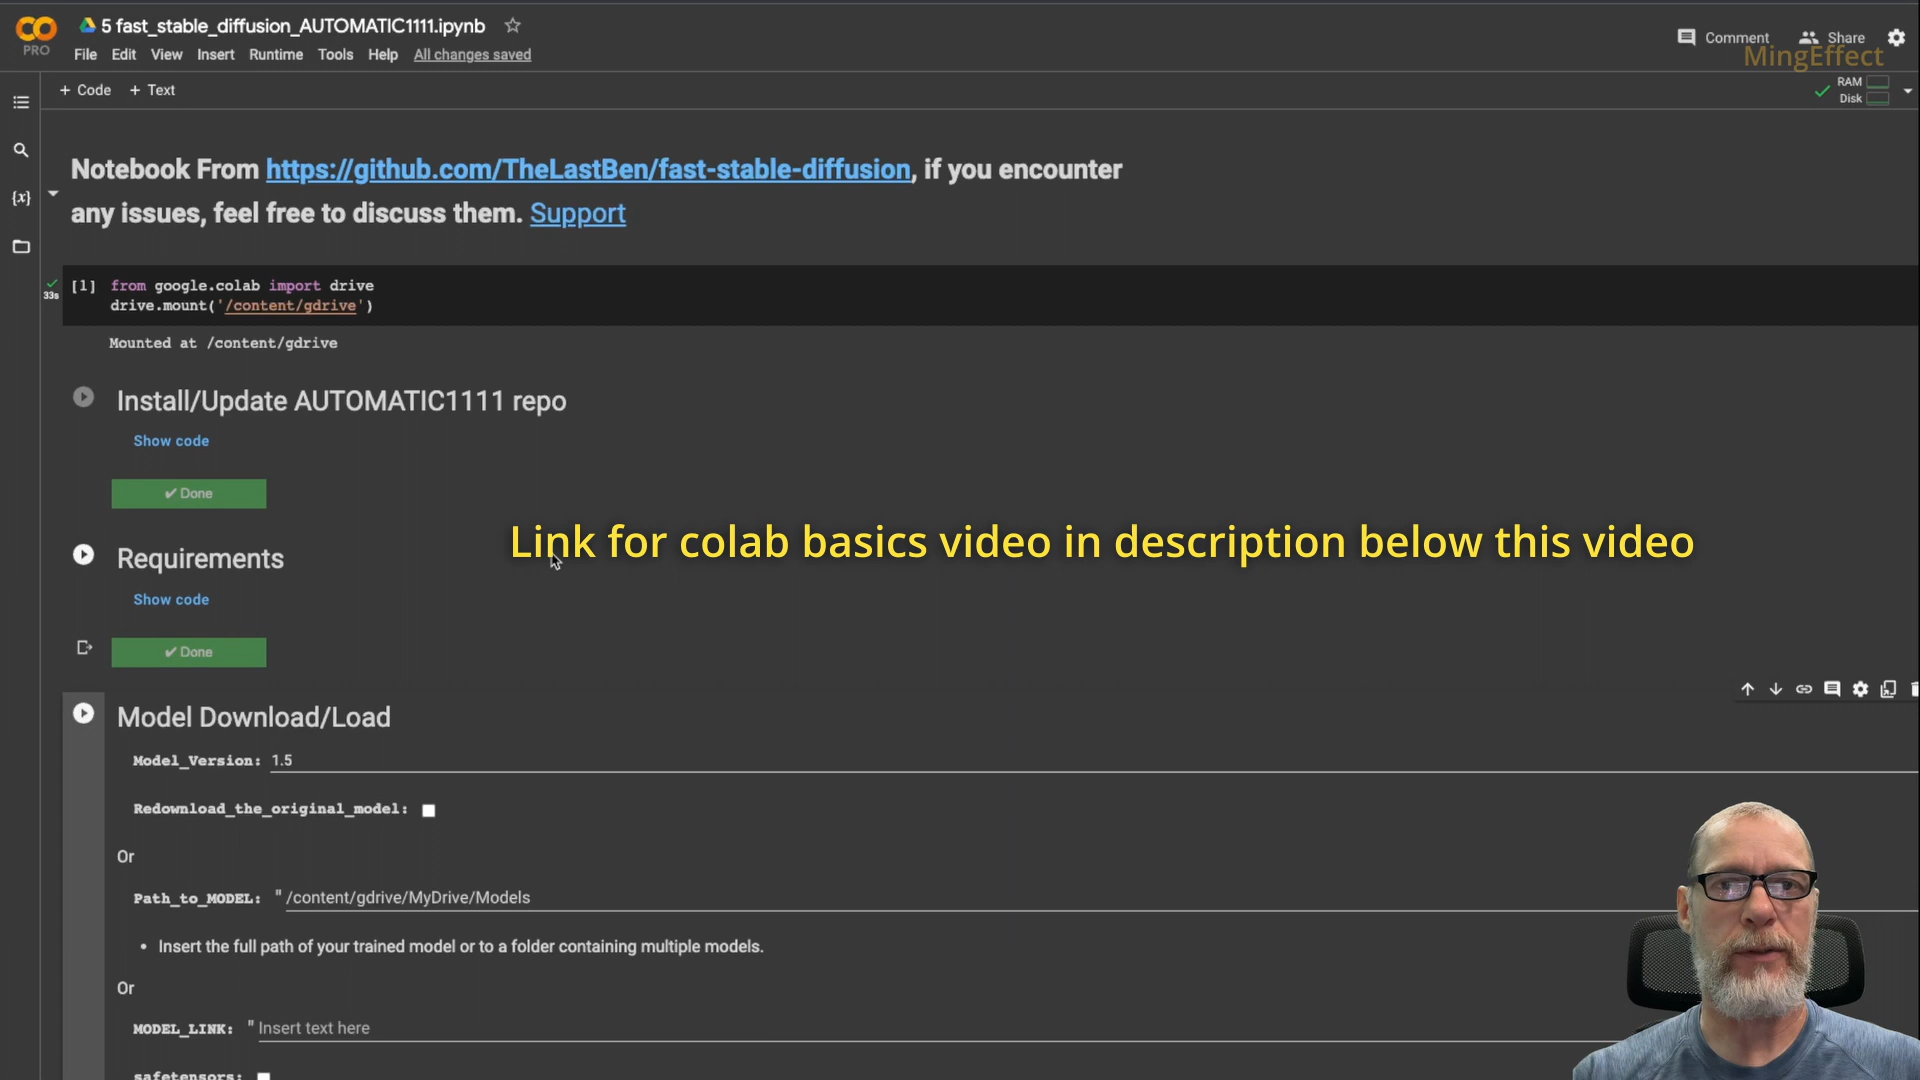 5 fast_stable_diffusion_AUTOMATIC1111.ipynb
PRO
File Edit View Insert Runtime Tools Help All changes saved
Comment Share
MingEffect
+ Code + Text
RAM
Disk
Notebook From https://github.com/TheLastBen/fast-stable-diffusion, if you encounter
any issues, feel free to discuss them. Support
{x}
33s
[1] from google.colab import drive
drive.mount('/content/gdrive')
Mounted at /content/gdrive
Install/Update AUTOMATIC1111 repo
Show code
✔ Done
Link for colab basics video in description below this video
Requirements
Show code
✔ Done
Model Download/Load
Model_Version: 1.5
Redownload_the_original_model:
Or
Path_to_MODEL: " /content/gdrive/MyDrive/Models
• Insert the full path of your trained model or to a folder containing multiple models.
Or
MODEL_LINK: " Insert text here
safetensors: